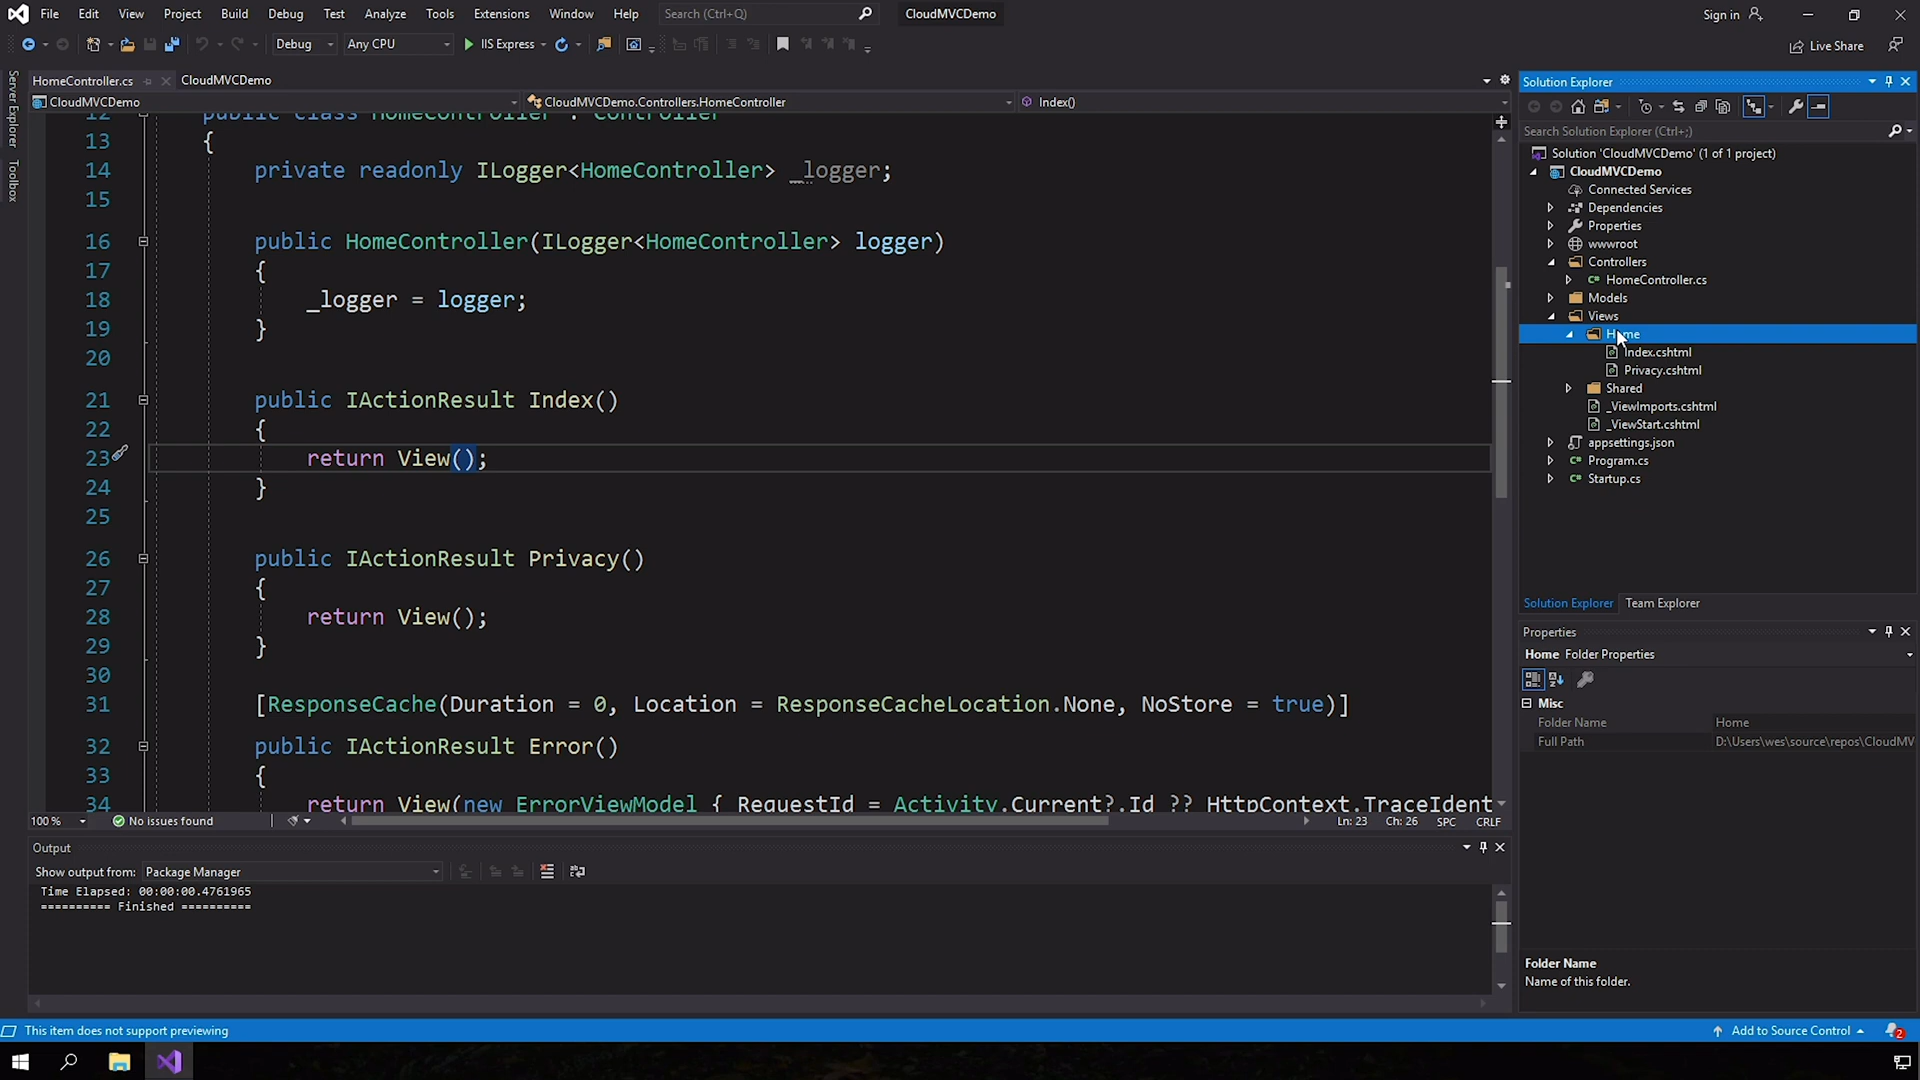 File Edit View Project Build Debug Test Analyze Tools Extensions Window Help Search (Ctrl+Q) CloudMVCDemo Sign in
Debug Any CPU IIS Express Live Share
HomeController.cs CloudMVCDemo
CloudMVCDemo CloudMVCDemo.Controllers.HomeController Index()
Server Explorer
Toolbox
12 public class HomeController : Controller
13 {
14 private readonly ILogger<HomeController> _logger;
15
16 public HomeController(ILogger<HomeController> logger)
17 {
18 _logger = logger;
19 }
20
21 public IActionResult Index()
22 {
23 return View();
24 }
25
26 public IActionResult Privacy()
27 {
28 return View();
29 }
30
31 [ResponseCache(Duration = 0, Location = ResponseCacheLocation.None, NoStore = true)]
32 public IActionResult Error()
33 {
34 return View(new ErrorViewModel { RequestId = Activity.Current?.Id ?? HttpContext.TraceIdent
100 % No issues found Ln: 23 Ch: 26 SPC CRLF
Output
Show output from: Package Manager
Time Elapsed: 00:00:00.4761965
========== Finished ==========
Solution Explorer
Search Solution Explorer (Ctrl+;)
Solution 'CloudMVCDemo' (1 of 1 project)
CloudMVCDemo
Connected Services
Dependencies
Properties
wwwroot
Controllers
HomeController.cs
Models
Views
Home
Index.cshtml
Privacy.cshtml
Shared
_ViewImports.cshtml
_ViewStart.cshtml
appsettings.json
Program.cs
Startup.cs
Solution Explorer Team Explorer
Properties
Home Folder Properties
Misc
Folder Name Home
Full Path D:\Users\wes\source\repos\CloudMV
Folder Name
Name of this folder.
This item does not support previewing Add to Source Control 2